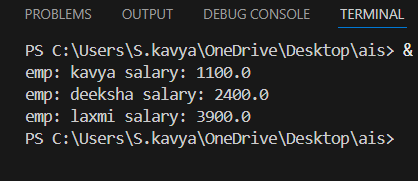 PROBLEMS OUTPUT DEBUG CONSOLE TERMINAL
PS C:\Users\S.kavya\OneDrive\Desktop\ais> &
emp: kavya salary: 1100.0
emp: deeksha salary: 2400.0
emp: laxmi salary: 3900.0
PS C:\Users\S.kavya\OneDrive\Desktop\ais>